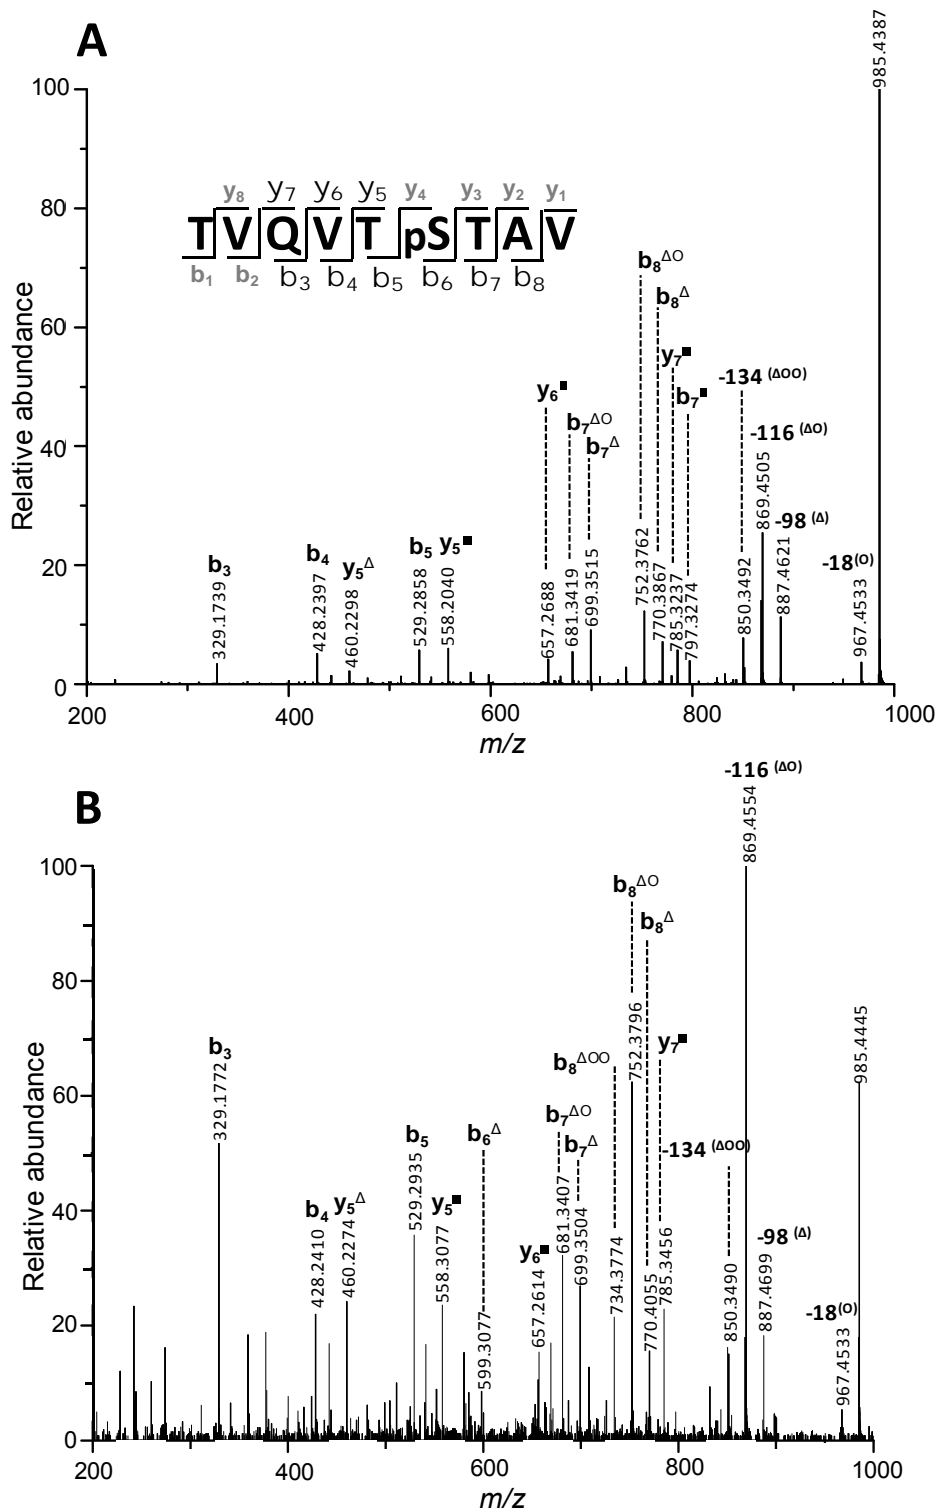 A
985.4387
100
80
60
40
20
0
Relative abundance
y8 y7 y6 y5 y4 y3 y2 y1
TVQVTpSTAV
b1 b2 b3 b4 b5 b6 b7 b8
b3
329.1739
b4
428.2397
y5Δ
460.2298
b5
529.2858
y5■
558.2040
y6■
657.2688
b7ΔO
681.3419
b7Δ
699.3515
b8ΔO
752.3762
b8Δ
770.3867
y7■
785.3237
b7■
797.3274
-134 (ΔOO)
850.3492
-116 (ΔO)
869.4505
-98 (Δ)
887.4621
-18(O)
967.4533
400 600 800 1000
m/z
B
-116 (ΔO)
869.4554
100
80
60
40
20
0
Relative abundance
b3
329.1772
b4
428.2410
y5Δ
460.2274
b5
529.2935
y5■
558.3077
b6Δ
599.3077
y6■
657.2614
b7ΔO
681.3407
b7Δ
699.3504
b8ΔOO
734.3774
b8ΔO
752.3796
b8Δ
770.4055
y7■
785.3456
-134 (ΔOO)
850.3490
-98 (Δ)
887.4699
-18(O)
967.4533
985.4445
200 400 600 800 1000
m/z
200